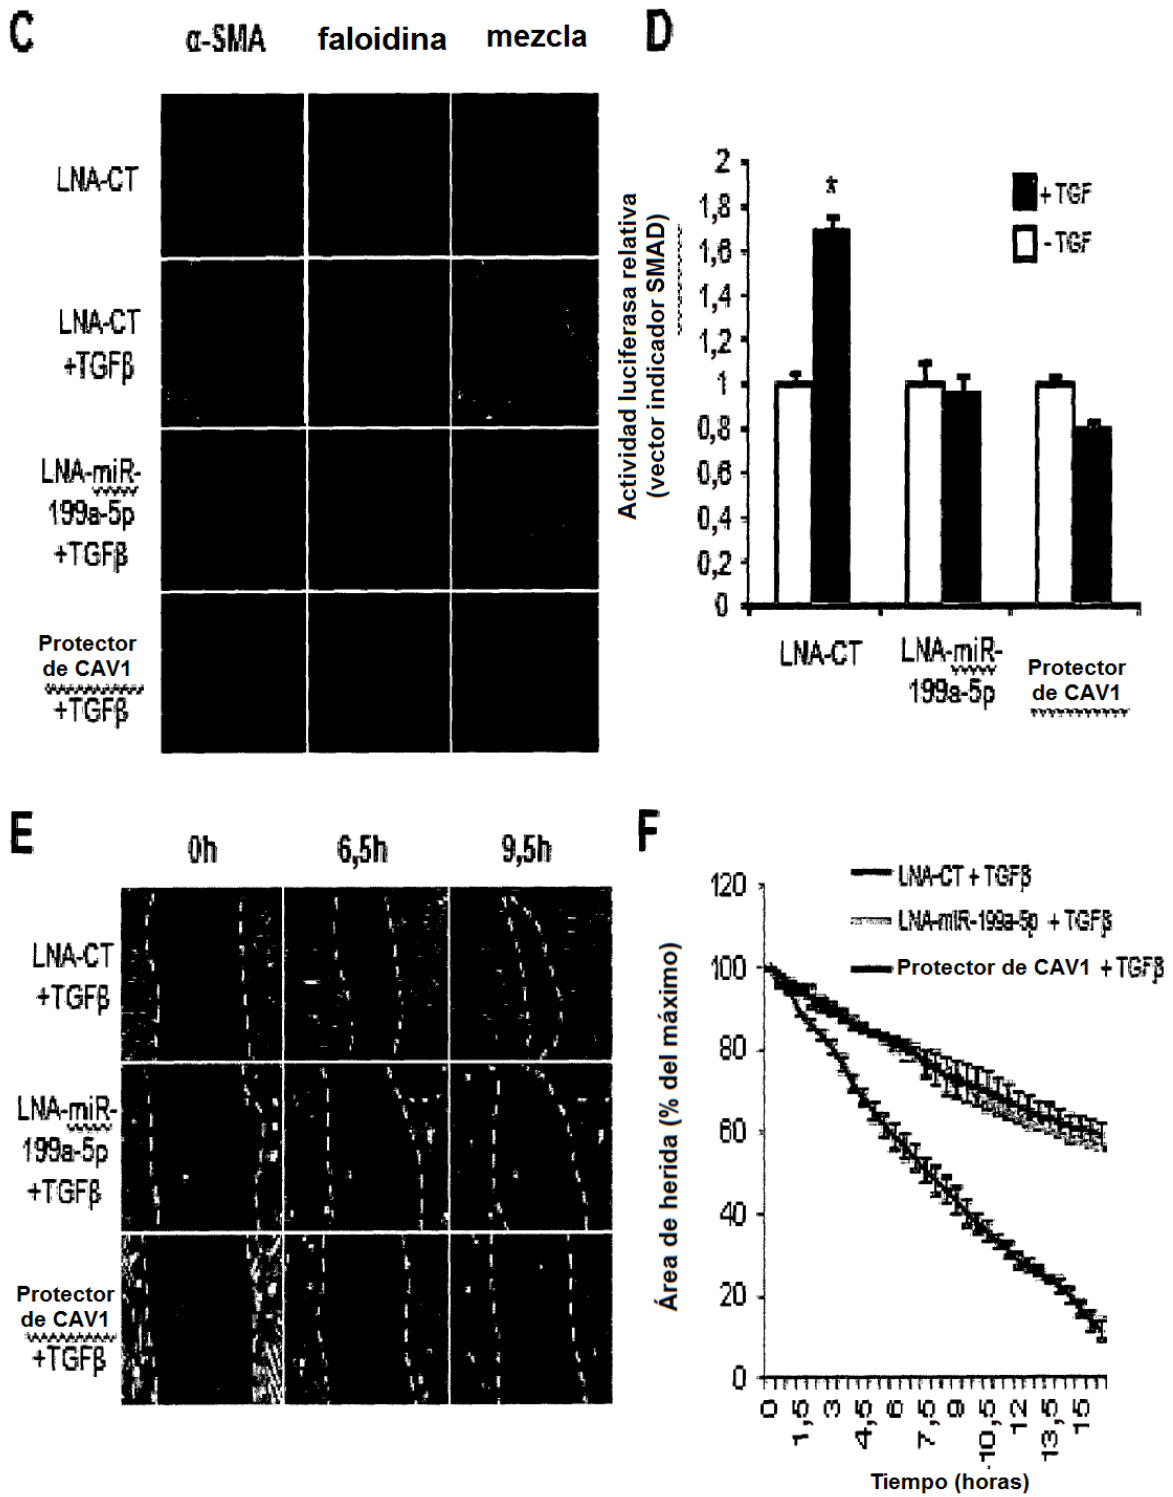 C
α-SMA faloidina mezcla
LNA-CT
LNA-CT
+TGFβ
LNA-miR-
199a-5p
+TGFβ
Protector
de CAV1
+TGFβ
D
Actividad luciferasa relativa
(vector indicador SMAD)
2
1,8
1,6
1,4
1,2
1
0,8
0,6
0,4
0,2
0
*
+TGF
-TGF
LNA-CT
LNA-miR-
199a-5p
Protector
de CAV1
E
0h 6,5h 9,5h
LNA-CT
+TGFβ
LNA-miR-
199a-5p
+TGFβ
Protector
de CAV1
+TGFβ
F
LNA-CT + TGFβ
LNA-miR-199a-5p + TGFβ
Protector de CAV1 + TGFβ
Área de herida (% del máximo)
120
100
80
60
40
20
0
0 1,5 3 4,5 6 7,5 9 10,5 12 13,5 15
Tiempo (horas)